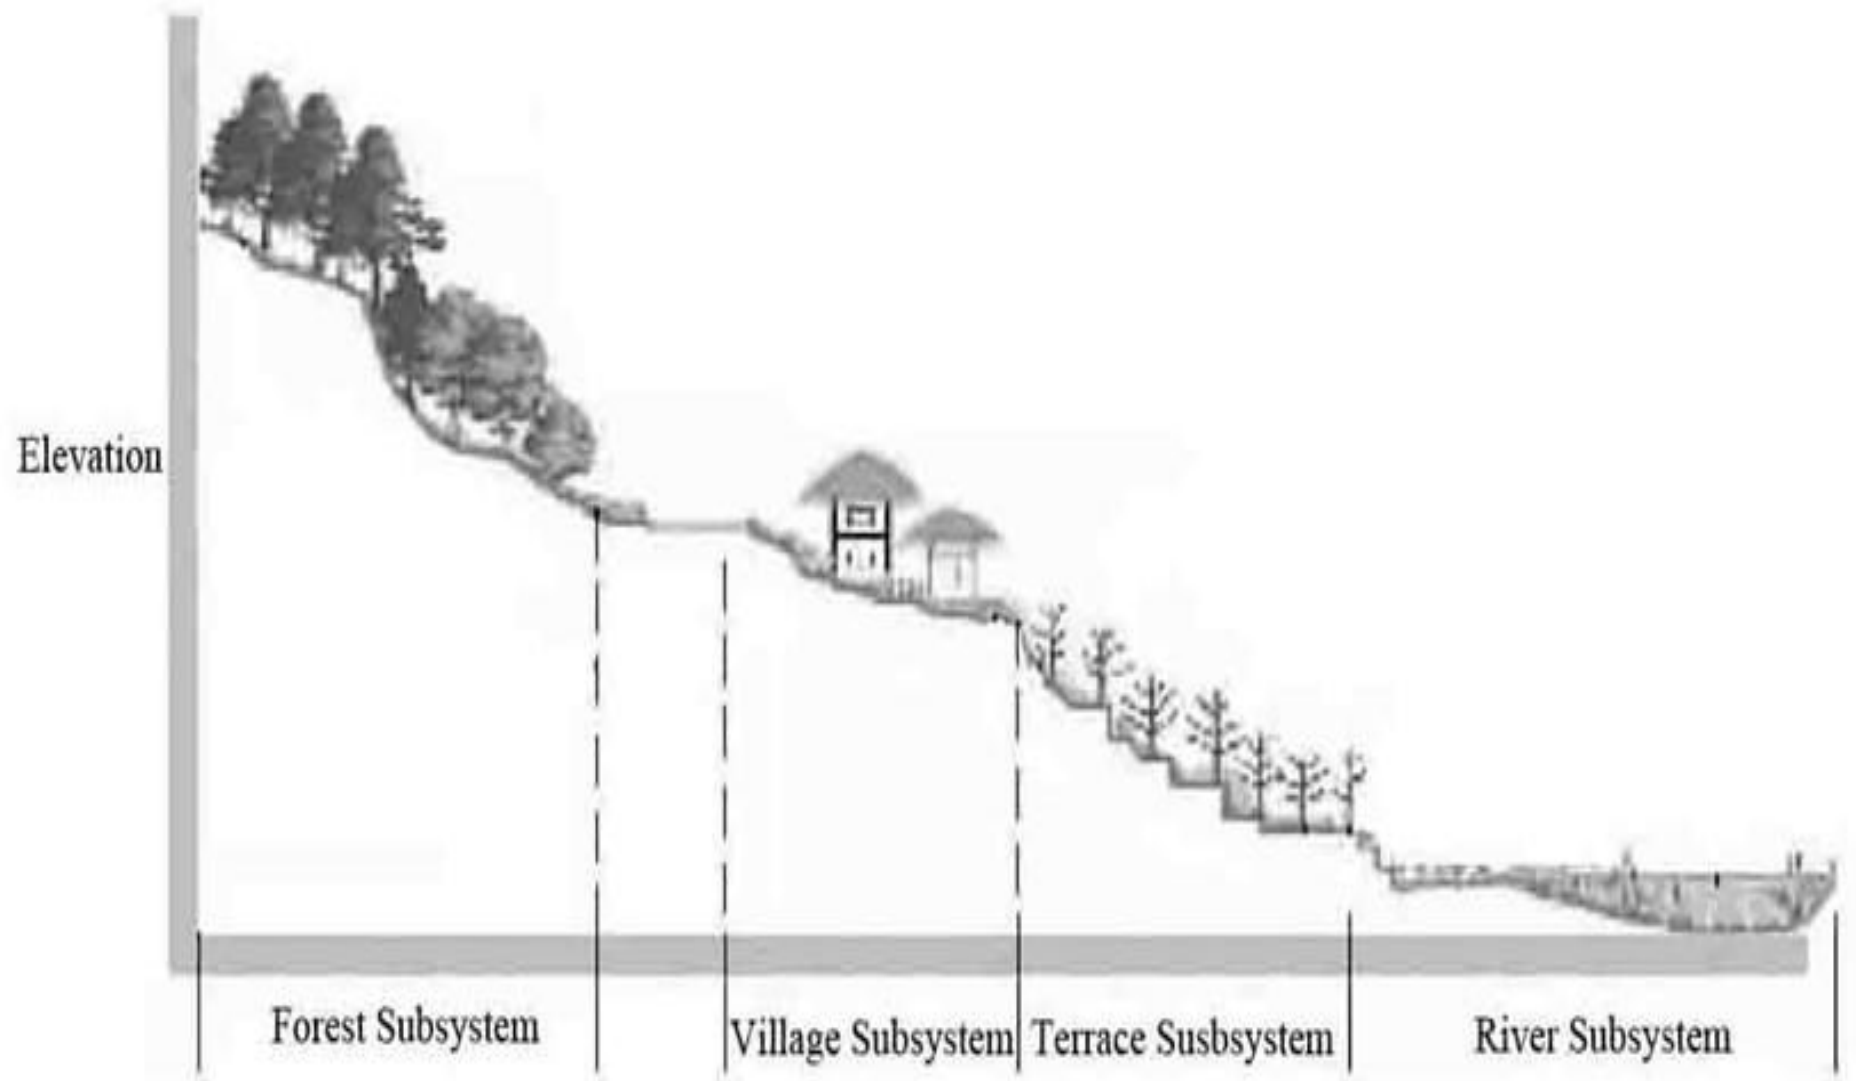 Elevation
Forest Subsystem
Village Subsystem
Terrace Susbsystem
River Subsystem